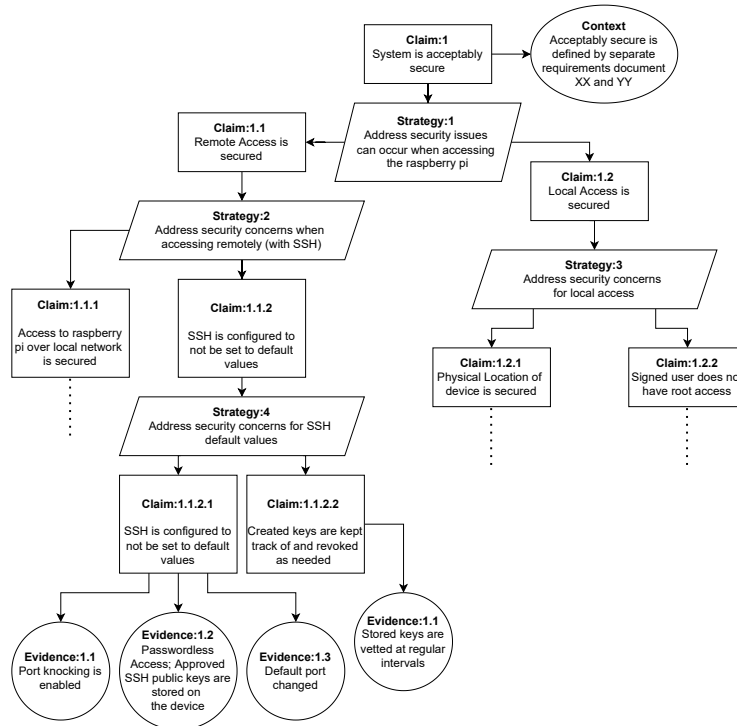 Claim:1
System is acceptably
secure
Context
Acceptably secure is
defined by separate
requirements document
XX and YY
Strategy:1
Address security issues
can occur when accessing
the raspberry pi
Claim:1.1
Remote Access is
secured
Claim:1.2
Local Access is
secured
Strategy:2
Address security concerns when
accessing remotely (with SSH)
Strategy:3
Address security concerns
for local access
Claim:1.1.1
Access to raspberry
pi over local network
is secured
Claim:1.1.2
SSH is configured to
not be set to default
values
Claim:1.2.1
Physical Location of
device is secured
Claim:1.2.2
Signed user does not
have root access
Strategy:4
Address security concerns for SSH
default values
Claim:1.1.2.1
SSH is configured to
not be set to default
values
Claim:1.1.2.2
Created keys are kept
track of and revoked
as needed
Evidence:1.1
Port knocking is
enabled
Evidence:1.2
Passwordless
Access; Approved
SSH public keys are
stored on
the device
Evidence:1.3
Default port
changed
Evidence:1.1
Stored keys are
vetted at regular
intervals